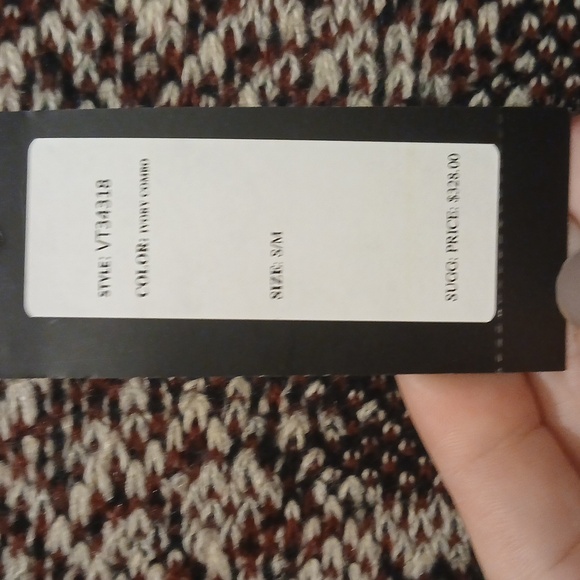 STYLE: VT34318
COLOR: IVORY COMBO
SIZE: S/M
SUGG: PRICE: $328.00